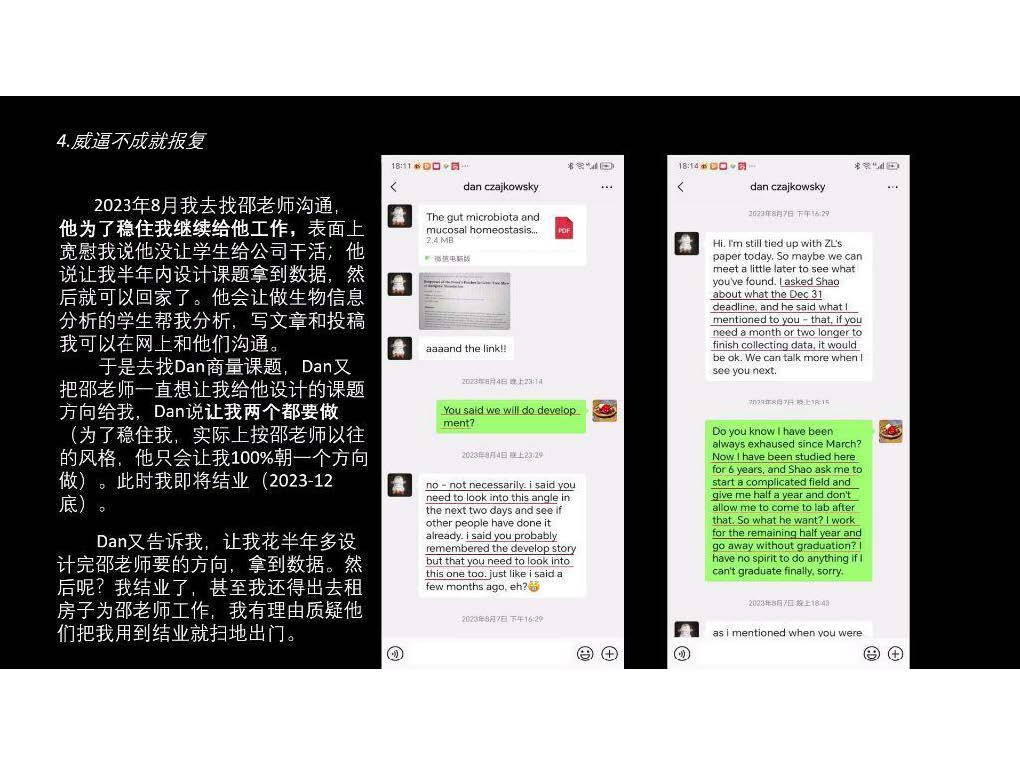 4.威逼不成就报复
2023年8月我去找邵老师沟通，
他为了稳住我继续给他工作，表面上
宽慰我说他没让学生给公司干活；他
说让我半年内设计课题拿到数据，然
后就可以回家了。他会让做生物信息
分析的学生帮我分析，写文章和投稿
我可以在网上和他们沟通。
于是去找Dan商量课题，Dan又
把邵老师一直想让我给他设计的课题
方向给我，Dan说让我两个都要做
（为了稳住我，实际上按邵老师以往
的风格，他只会让我100%朝一个方向
做）。此时我即将结业（2023-12
底）。
Dan又告诉我，让我花半年多设
计完邵老师要的方向，拿到数据。然
后呢？我结业了，甚至我还得出去租
房子为邵老师工作，我有理由质疑他
们把我用到结业就扫地出门。
18:11
dan czajkowsky
The gut microbiota and
mucosal homeostasis...
2.4 MB
PDF
微信电脑版
aaaand the link!!
2023年8月4日 晚上23:14
You said we will do develop
ment?
2023年8月4日 晚上23:29
no – not necessarily. i said you
need to look into this angle in
the next two days and see if
other people have done it
already. i said you probably
remembered the develop story
but that you need to look into
this one too. just like i said a
few months ago, eh?😁
2023年8月7日 下午16:29
18:14
dan czajkowsky
2023年8月7日 下午16:29
Hi. I'm still tied up with ZL's
paper today. So maybe we can
meet a little later to see what
you've found. I asked Shao
about what the Dec 31
deadline, and he said what I
mentioned to you – that, if you
need a month or two longer to
finish collecting data, it would
be ok. We can talk more when I
see you next.
2023年8月7日 晚上18:15
Do you know I have been
always exhaused since March?
Now I have been studied here
for 6 years, and Shao ask me to
start a complicated field and
give me half a year and don't
allow me to come to lab after
that. So what he want? I work
for the remaining half year and
go away without graduation? I
have no spirit to do anything if I
can't graduate finally, sorry.
2023年8月7日 晚上18:43
as i mentioned when you were